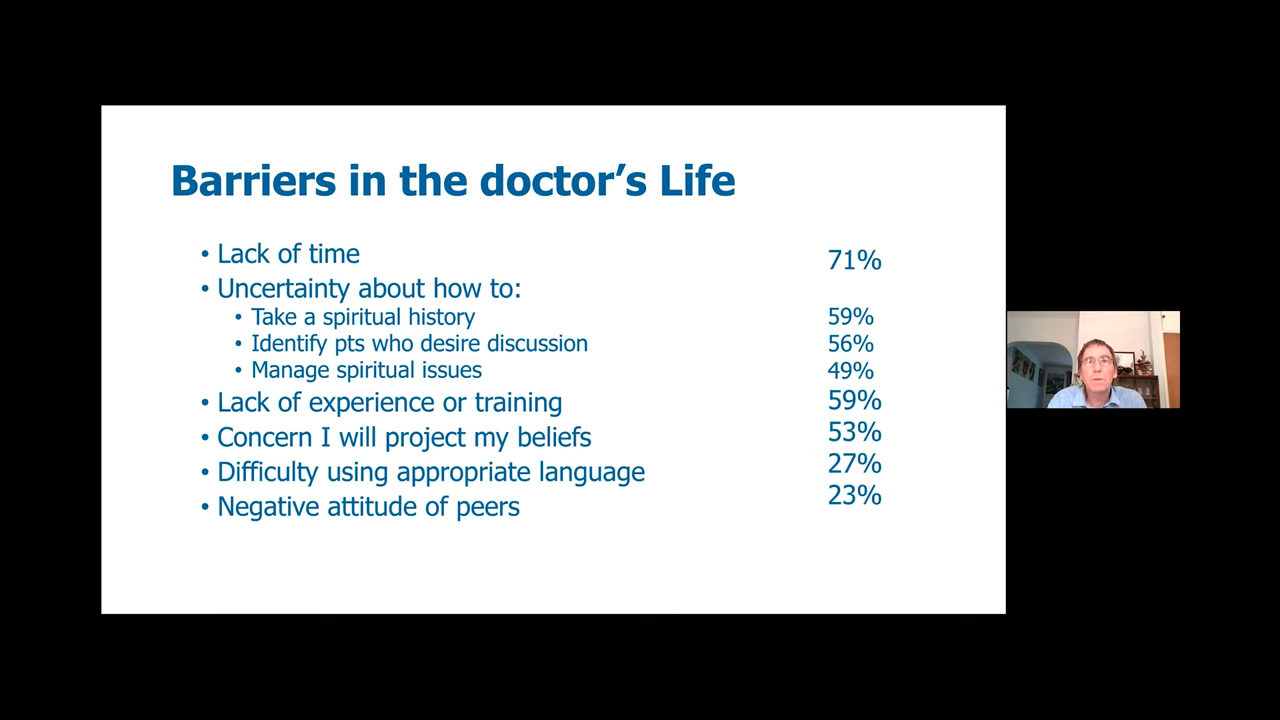 Barriers in the doctor’s Life
• Lack of time 71%
• Uncertainty about how to:
• Take a spiritual history 59%
• Identify pts who desire discussion 56%
• Manage spiritual issues 49%
• Lack of experience or training 59%
• Concern I will project my beliefs 53%
• Difficulty using appropriate language 27%
• Negative attitude of peers 23%